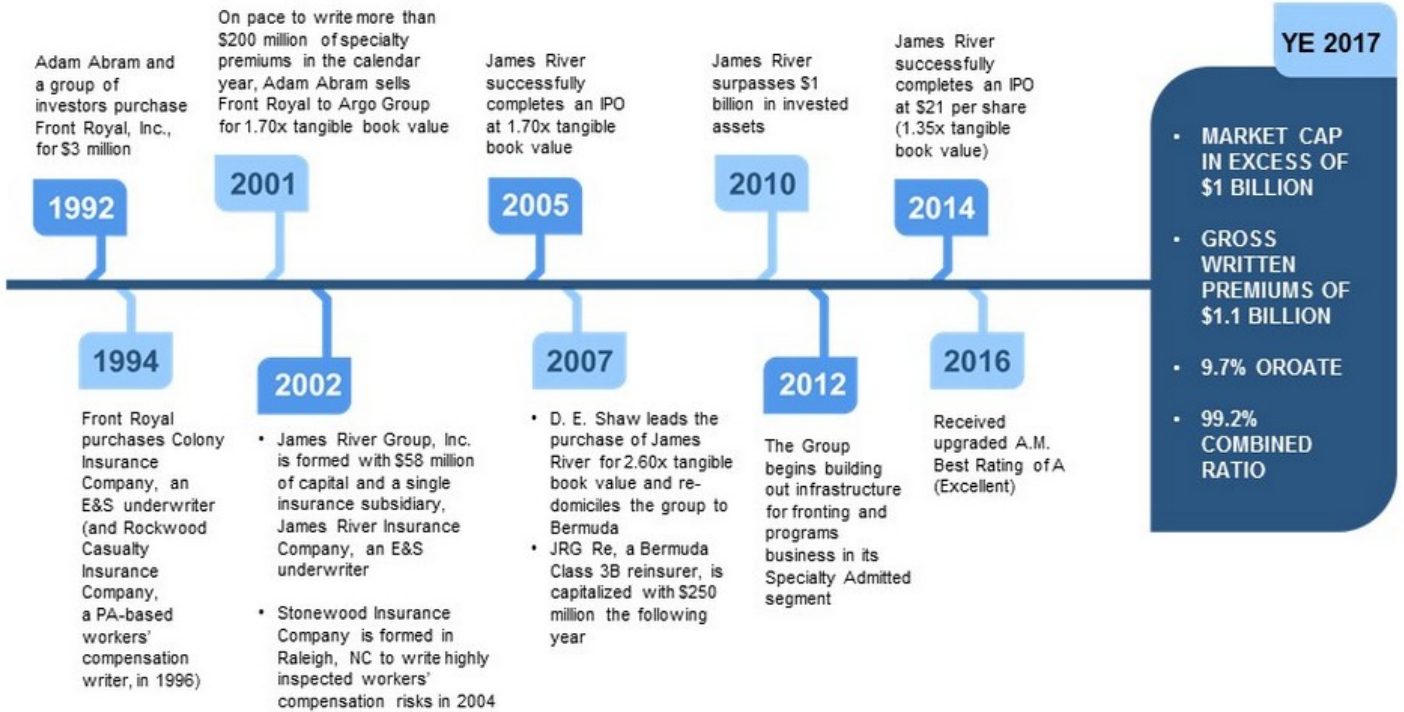 Adam Abram and
a group of
investors purchase
Front Royal, Inc.,
for $3 million
1992
On pace to write more than
$200 million of specialty
premiums in the calendar
year, Adam Abram sells
Front Royal to Argo Group
for 1.70x tangible book value
2001
James River
successfully
completes an IPO
at 1.70x tangible
book value
2005
James River
surpasses $1
billion in invested
assets
2010
James River
successfully
completes an IPO
at $21 per share
(1.35x tangible
book value)
2014
1994
Front Royal
purchases Colony
Insurance
Company, an
E&S underwriter
(and Rockwood
Casualty
Insurance
Company,
a PA-based
workers'
compensation
writer, in 1996)
2002
• James River Group, Inc.
is formed with $58 million
of capital and a single
insurance subsidiary,
James River Insurance
Company, an E&S
underwriter
• Stonewood Insurance
Company is formed in
Raleigh, NC to write highly
inspected workers'
compensation risks in 2004
2007
• D. E. Shaw leads the
purchase of James
River for 2.60x tangible
book value and re-
domiciles the group to
Bermuda
• JRG Re, a Bermuda
Class 3B reinsurer, is
capitalized with $250
million the following
year
2012
The Group
begins building
out infrastructure
for fronting and
programs
business in its
Specialty Admitted
segment
2016
Received
upgraded A.M.
Best Rating of A
(Excellent)
YE 2017
• MARKET CAP
IN EXCESS OF
$1 BILLION
• GROSS
WRITTEN
PREMIUMS OF
$1.1 BILLION
• 9.7% OROATE
• 99.2%
COMBINED
RATIO